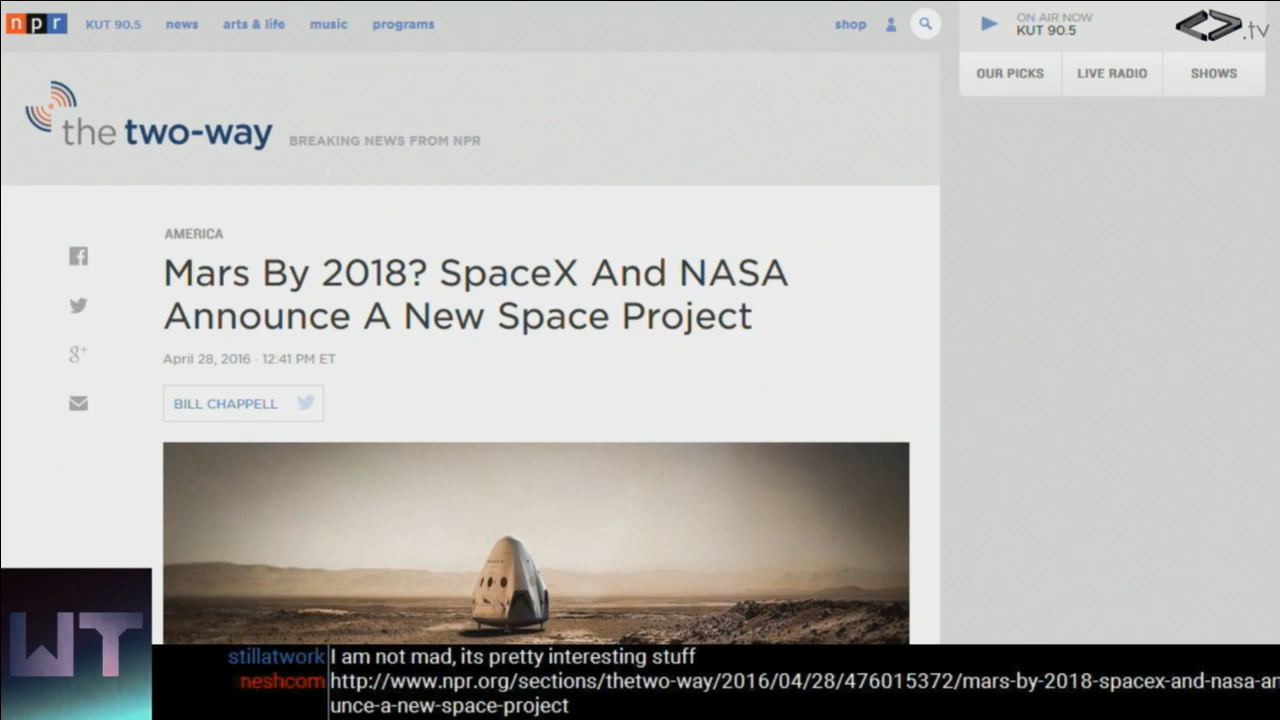 npr KUT 90.5 news arts & life music programs shop
ON AIR NOW
KUT 90.5
.tv
OUR PICKS LIVE RADIO SHOWS
the two-way BREAKING NEWS FROM NPR
AMERICA
Mars By 2018? SpaceX And NASA
Announce A New Space Project
April 28, 2016 · 12:41 PM ET
BILL CHAPPELL
g+
WT
stillatwork I am not mad, its pretty interesting stuff
neshcom http://www.npr.org/sections/thetwo-way/2016/04/28/476015372/mars-by-2018-spacex-and-nasa-an
unce-a-new-space-project